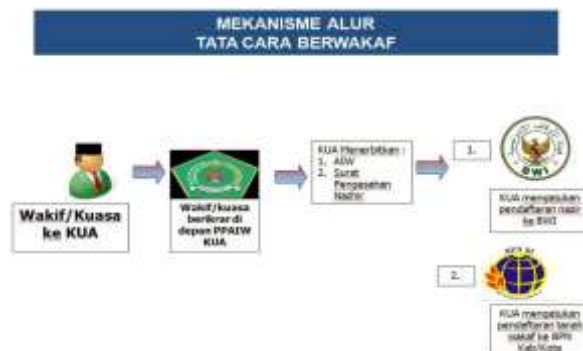 MEKANISME ALUR
TATA CARA BERWAKAF
Wakif/Kuasa
ke KUA
Wakif/kuasa
berikrar di
depan PPAIW
KUA
KUA Menerbitkan :
1. AIW
2. Surat
Pengesahan
Nadzir
1.
BWI
KUA mengajukan
pendaftaran nazir
ke BWI
2.
KUA mengajukan
pendaftaran tanah
wakaf ke BPN
Kab/Kota